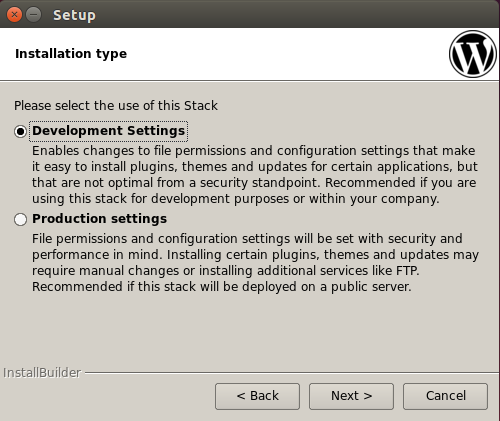 Setup
Installation type
Please select the use of this Stack
Development Settings
Enables changes to file permissions and configuration settings that make
it easy to install plugins, themes and updates for certain applications, but
that are not optimal from a security standpoint. Recommended if you are
using this stack for development purposes or within your company.
Production settings
File permissions and configuration settings will be set with security and
performance in mind. Installing certain plugins, themes and updates may
require manual changes or installing additional services like FTP.
Recommended if this stack will be deployed on a public server.
InstallBuilder
< Back Next > Cancel